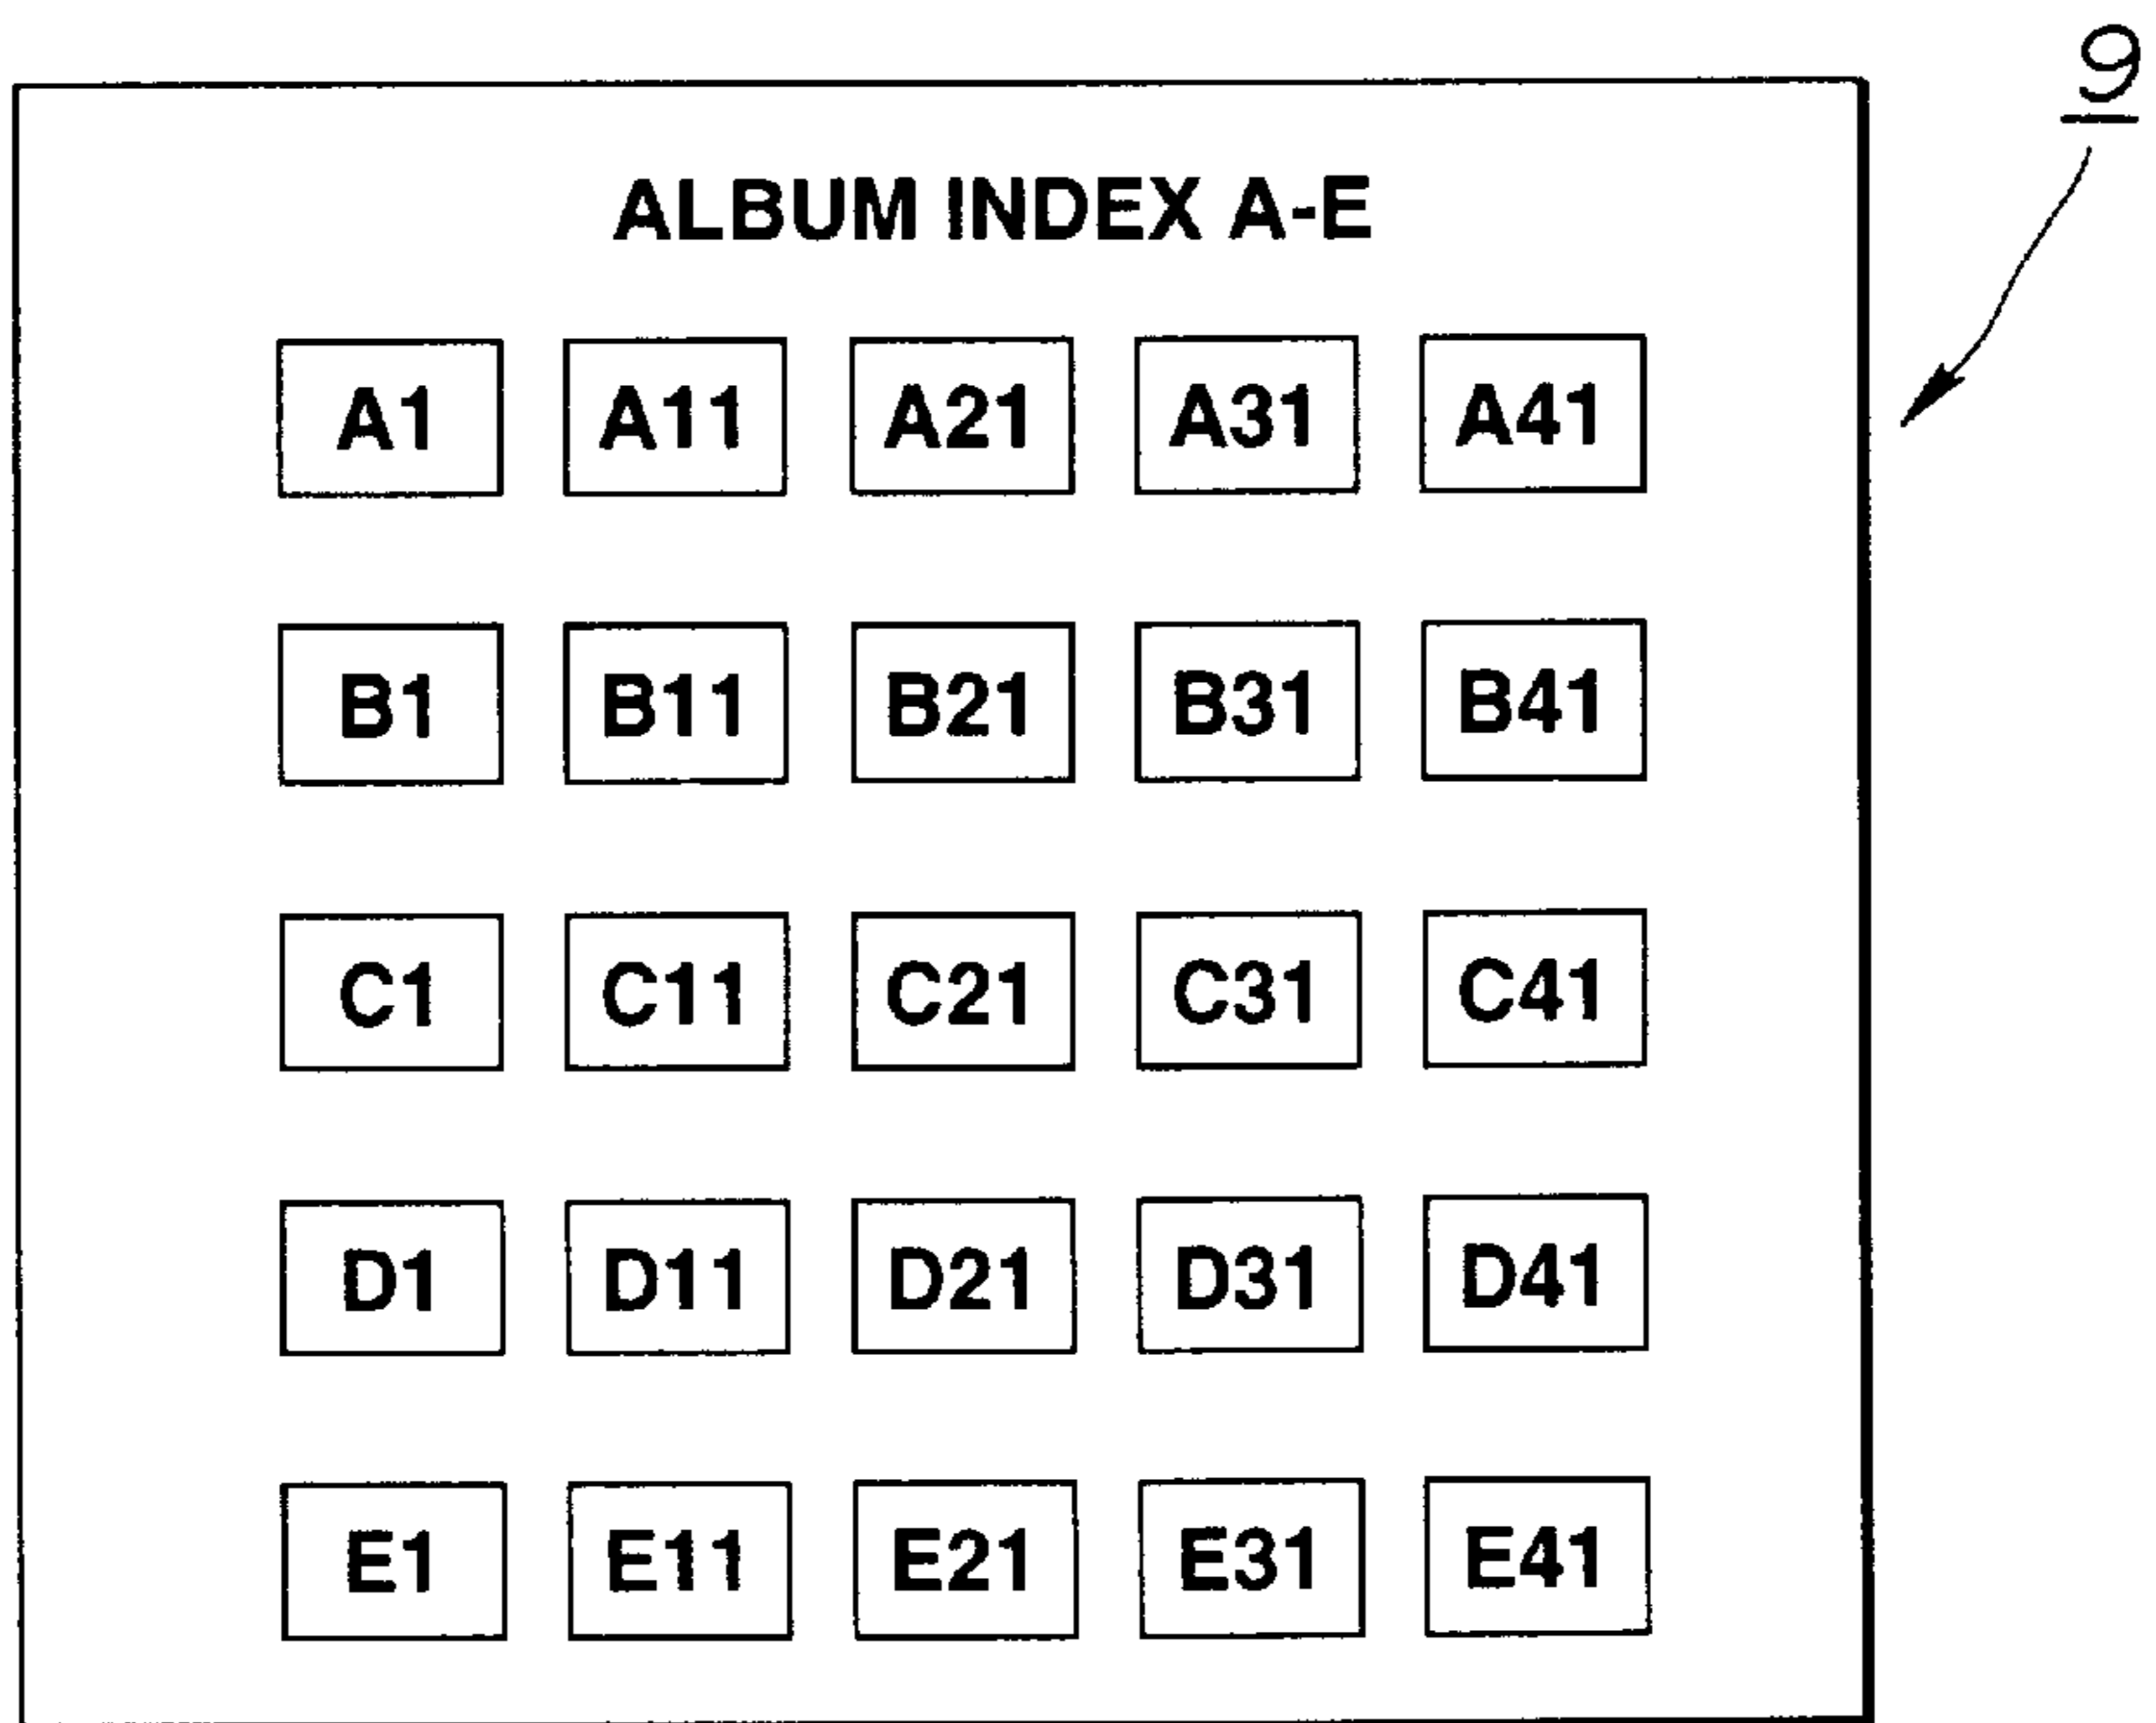 ALBUM INDEX A-E
A1 A11 A21 A31 A41
B1 B11 B21 B31 B41
C1 C11 C21 C31 C41
D1 D11 D21 D31 D41
E1 E11 E21 E31 E41